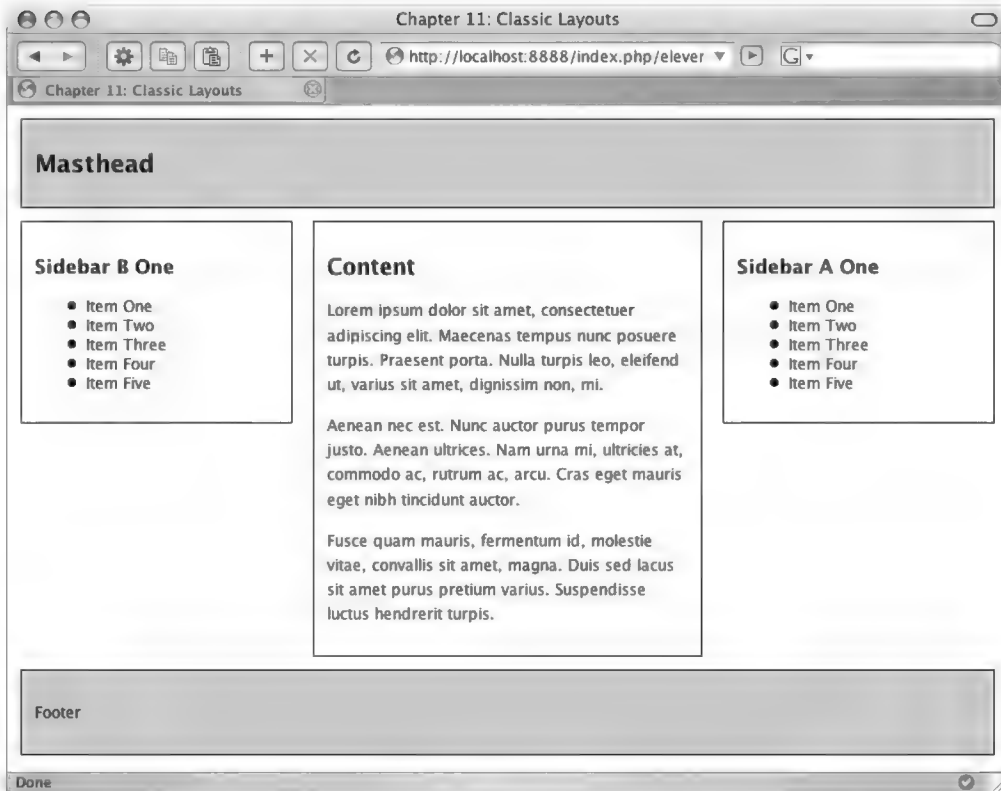 Chapter 11: Classic Layouts
http://localhost:8888/index.php/elever
G
Chapter 11: Classic Layouts
Masthead
Sidebar B One
Item One
Item Two
Item Three
Item Four
Item Five
Content
Lorem ipsum dolor sit amet, consectetuer
adipiscing elit. Maecenas tempus nunc posuere
turpis. Praesent porta. Nulla turpis leo, eleifend
ut, varius sit amet, dignissim non, mi.
Aenean nec est. Nunc auctor purus tempor
justo. Aenean ultrices. Nam urna mi, ultricies at,
commodo ac, rutrum ac, arcu. Cras eget mauris
eget nibh tincidunt auctor.
Fusce quam mauris, fermentum id, molestie
vitae, convallis sit amet, magna. Duis sed lacus
sit amet purus pretium varius. Suspendisse
luctus hendrerit turpis.
Sidebar A One
Item One
Item Two
Item Three
Item Four
Item Five
Footer
Done